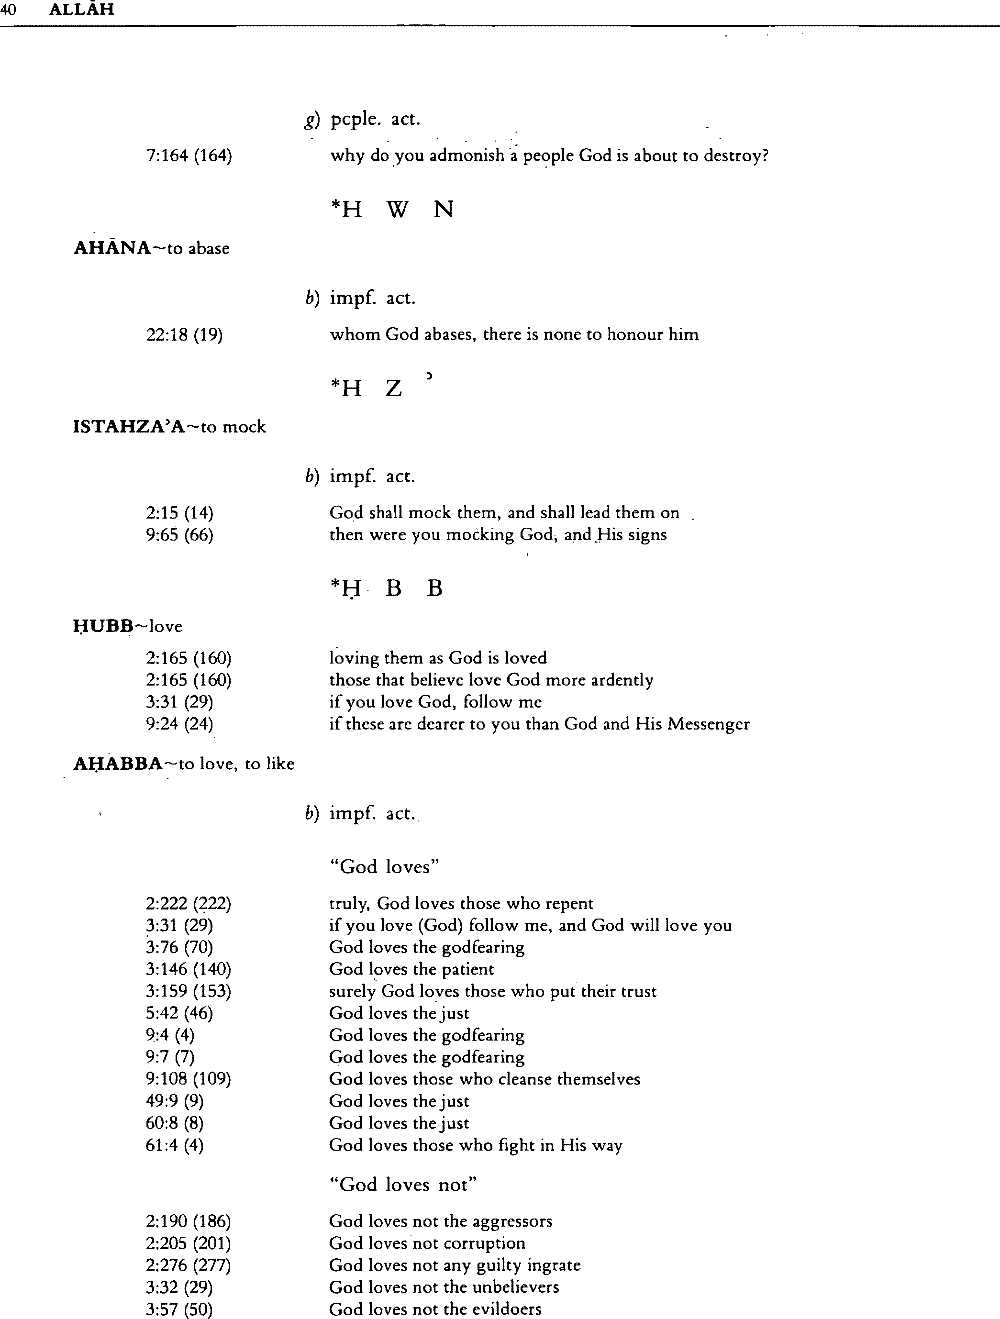 40 ALLĀH
g) pcple. act.
7:164 (164) why do you admonish a people God is about to destroy?
*H W N
AHĀNA~to abase
b) impf. act.
22:18 (19) whom God abases, there is none to honour him
*H Z ʾ
ISTAHZAʾA~to mock
b) impf. act.
2:15 (14) God shall mock them, and shall lead them on
9:65 (66) then were you mocking God, and His signs
*Ḥ B B
ḤUBB~love
2:165 (160) loving them as God is loved
2:165 (160) those that believe love God more ardently
3:31 (29) if you love God, follow me
9:24 (24) if these are dearer to you than God and His Messenger
AḤABBA~to love, to like
b) impf. act.
“God loves”
2:222 (222) truly, God loves those who repent
3:31 (29) if you love (God) follow me, and God will love you
3:76 (70) God loves the godfearing
3:146 (140) God loves the patient
3:159 (153) surely God loves those who put their trust
5:42 (46) God loves the just
9:4 (4) God loves the godfearing
9:7 (7) God loves the godfearing
9:108 (109) God loves those who cleanse themselves
49:9 (9) God loves the just
60:8 (8) God loves the just
61:4 (4) God loves those who fight in His way
“God loves not”
2:190 (186) God loves not the aggressors
2:205 (201) God loves not corruption
2:276 (277) God loves not any guilty ingrate
3:32 (29) God loves not the unbelievers
3:57 (50) God loves not the evildoers